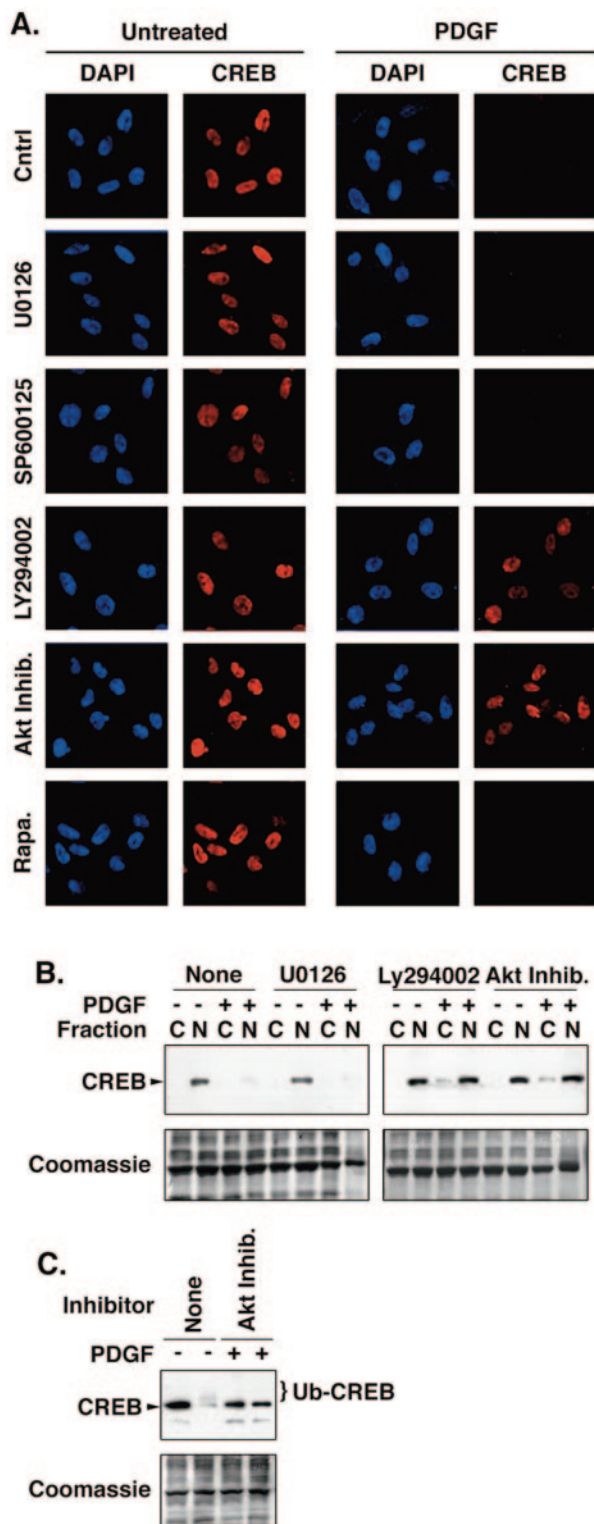 A.
Untreated PDGF
DAPI CREB DAPI CREB
Cntrl
U0126
SP600125
LY294002
Akt Inhib.
Rapa.
B.
None U0126 Ly294002 Akt Inhib.
PDGF - - + + - - + + - - + + - - + +
Fraction C N C N C N C N C N C N C N C N
CREB
Coomassie
C.
Inhibitor None Akt Inhib.
PDGF - - + +
} Ub-CREB
CREB
Coomassie